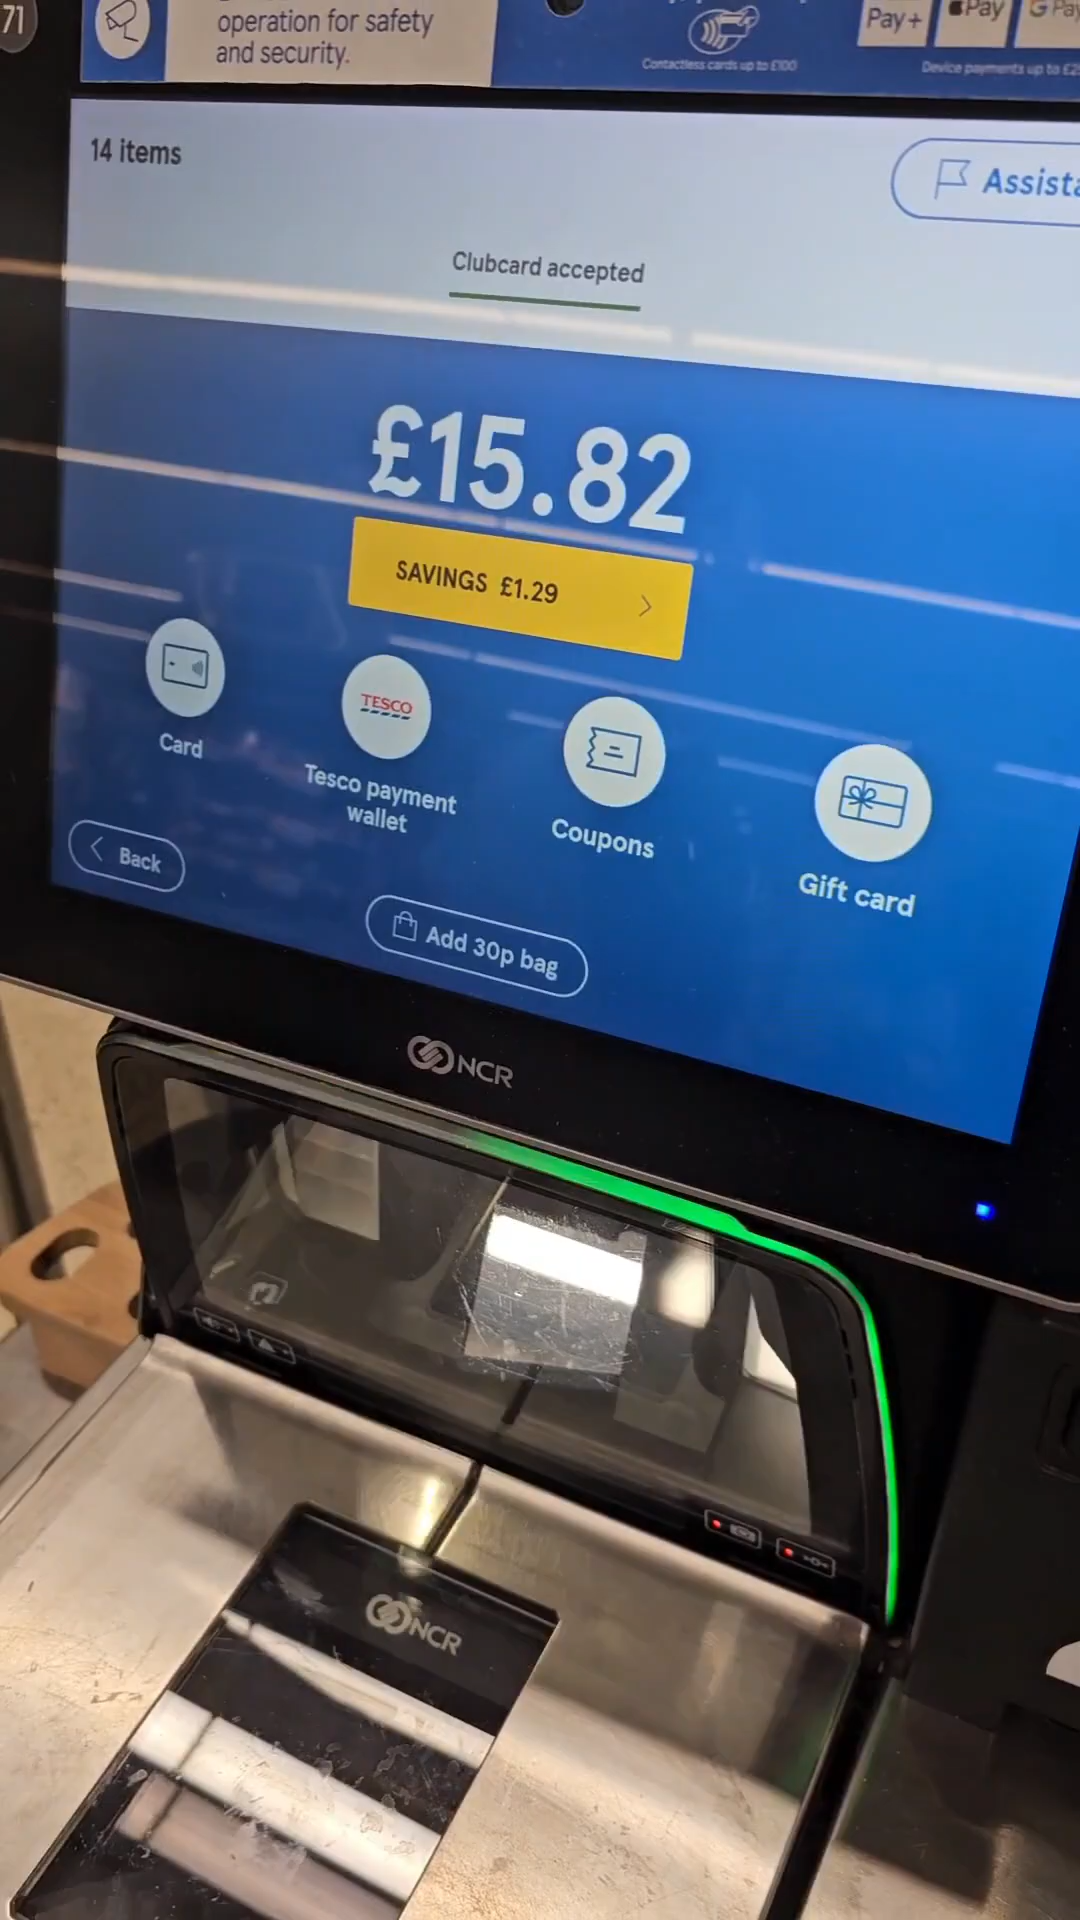 71
operation for safety
and security.
Contactless cards up to £100
Pay+
Pay
G Pay
Device payments up to
14 items
Clubcard accepted
£15.82
SAVINGS £1.29
Card
TESCO
Tesco payment
wallet
Coupons
Gift card
Back
Add 30p bag
NCR
NCR